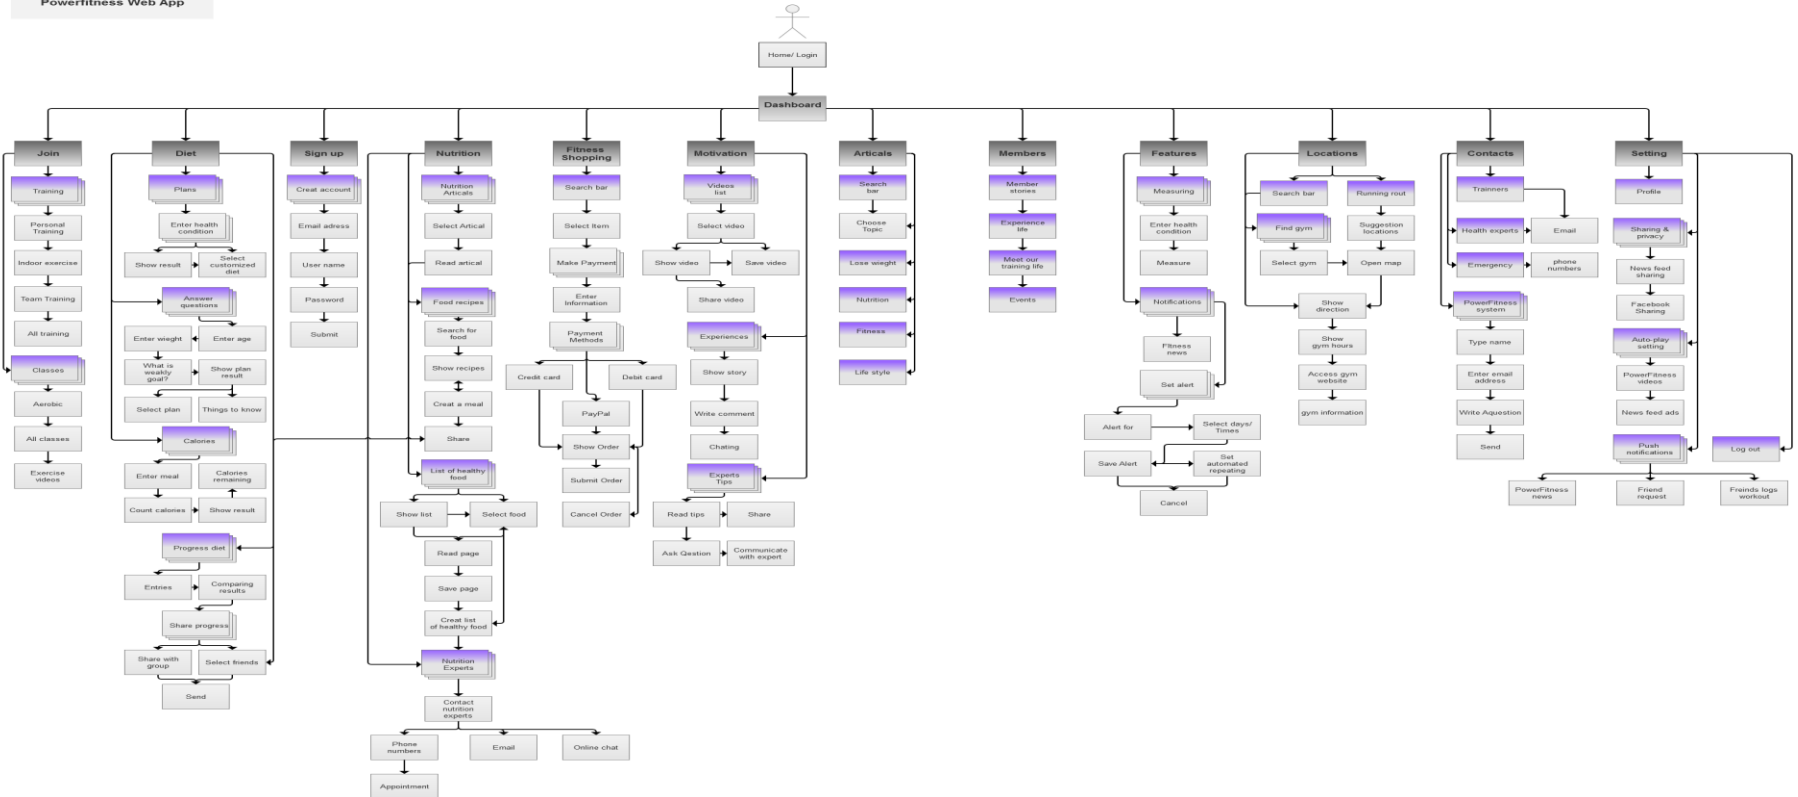 Powerfitness Web App
Home/ Login
Dashboard
Join
Training
Personal
Training
Indoor exercise
Team Training
All training
Classes
Aerobic
All classes
Exercise
videos
Diet
Plans
Enter health
condition
Show result
Select
customized
diet
Answer
questions
Enter wieght
Enter age
What is
weakly
goal?
Show plan
result
Select plan
Things to know
Calories
Enter meal
Calories
remaining
Count calories
Show result
Progress diet
Entries
Comparing
results
Share progress
Share with
group
Select friends
Send
Sign up
Creat account
Email adress
User name
Password
Submit
Nutrition
Nutrition
Articals
Select Artical
Read artical
Food recipes
Search for
food
Show recipes
Creat a meal
Share
List of healthy
food
Show list
Select food
Read page
Save page
Creat list
of healthy food
Nutrition
Experts
Contact
nutrition
experts
Phone
numbers
Email
Online chat
Appointment
Fitness
Shopping
Search bar
Select Item
Make Payment
Enter
Information
Payment
Methods
Credit card
Debit card
PayPal
Show Order
Submit Order
Cancel Order
Motivation
Videos
list
Select video
Show video
Save video
Share video
Experiences
Show story
Write comment
Chating
Experts
Tips
Read tips
Share
Ask Qestion
Communicate
with expert
Articals
Search
bar
Choose
Topic
Lose wieght
Nutrition
Fitness
Life style
Members
Member
stories
Experience
life
Meet our
training life
Events
Features
Measuring
Enter health
condition
Measure
Notifications
Fitness
news
Set alert
Alert for
Select days/
Times
Save Alert
Set
automated
repeating
Cancel
Locations
Search bar
Running rout
Find gym
Suggestion
locations
Select gym
Open map
Show
direction
Show
gym hours
Access gym
website
gym information
Contacts
Trainners
Health experts
Email
Emergency
phone
numbers
PowerFitness
system
Type name
Enter email
address
Write Aquestion
Send
Setting
Profile
Sharing &
privacy
News feed
sharing
Facebook
Sharing
Auto-play
setting
PowerFitness
videos
News feed ads
Push
notifications
Log out
PowerFitness
news
Friend
request
Freinds logs
workout